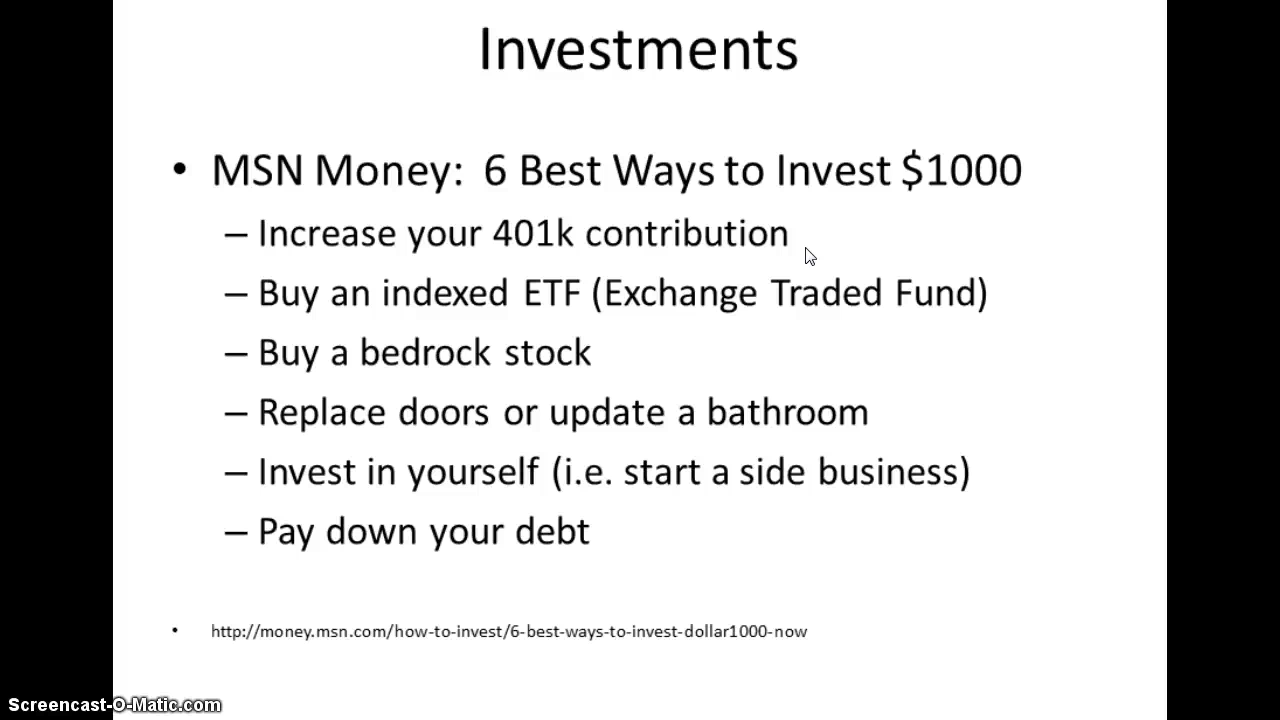 Investments
• MSN Money: 6 Best Ways to Invest $1000
– Increase your 401k contribution
– Buy an indexed ETF (Exchange Traded Fund)
– Buy a bedrock stock
– Replace doors or update a bathroom
– Invest in yourself (i.e. start a side business)
– Pay down your debt
• http://money.msn.com/how-to-invest/6-best-ways-to-invest-dollar1000-now
Screencast-O-Matic.com